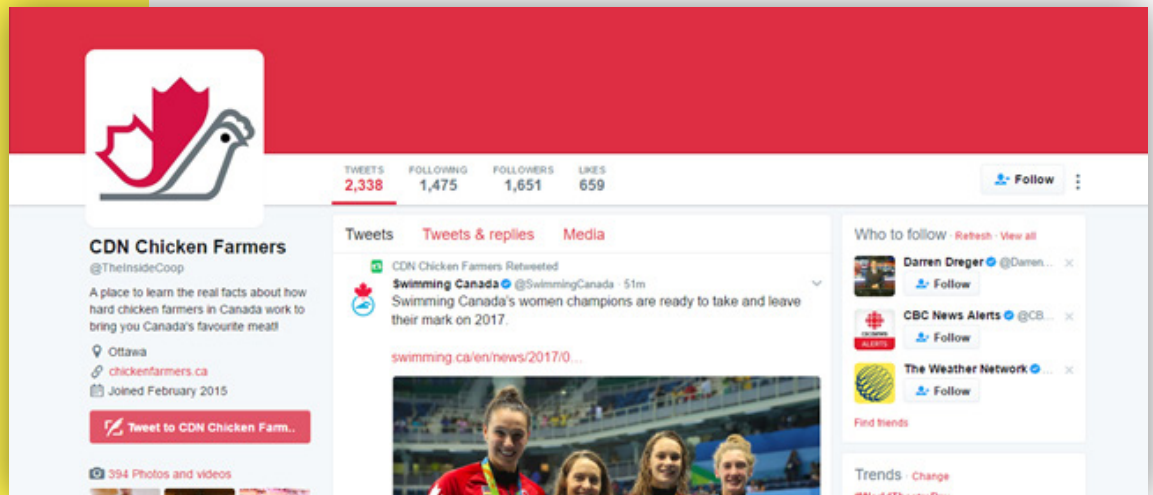 TWEETS FOLLOWING FOLLOWERS LIKES
2,338 1,475 1,651 659
Follow
CDN Chicken Farmers
@TheInsideCoop
A place to learn the real facts about how
hard chicken farmers in Canada work to
bring you Canada's favourite meat!
Ottawa
chickenfarmers.ca
Joined February 2015
Tweet to CDN Chicken Farm..
394 Photos and videos
Tweets Tweets & replies Media
CDN Chicken Farmers Retweeted
Swimming Canada @SwimmingCanada · 51m
Swimming Canada's women champions are ready to take and leave
their mark on 2017.
swimming.ca/en/news/2017/0...
Who to follow · Refresh · View all
Darren Dreger @Darren...
Follow
CBC News Alerts @CB...
Follow
ALERTS
The Weather Network
Follow
Find friends
Trends · Change